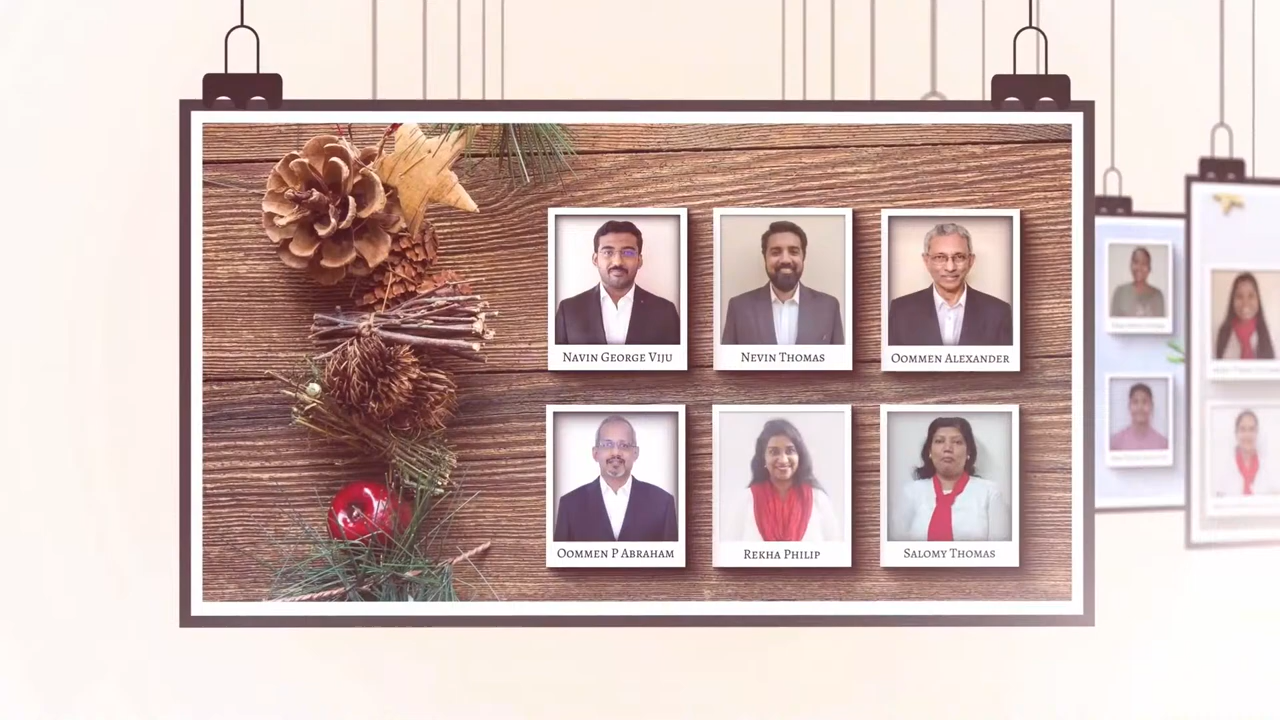 Navin George Viju
Nevin Thomas
Oommen Alexander
Oommen P Abraham
Rekha Philip
Salomy Thomas